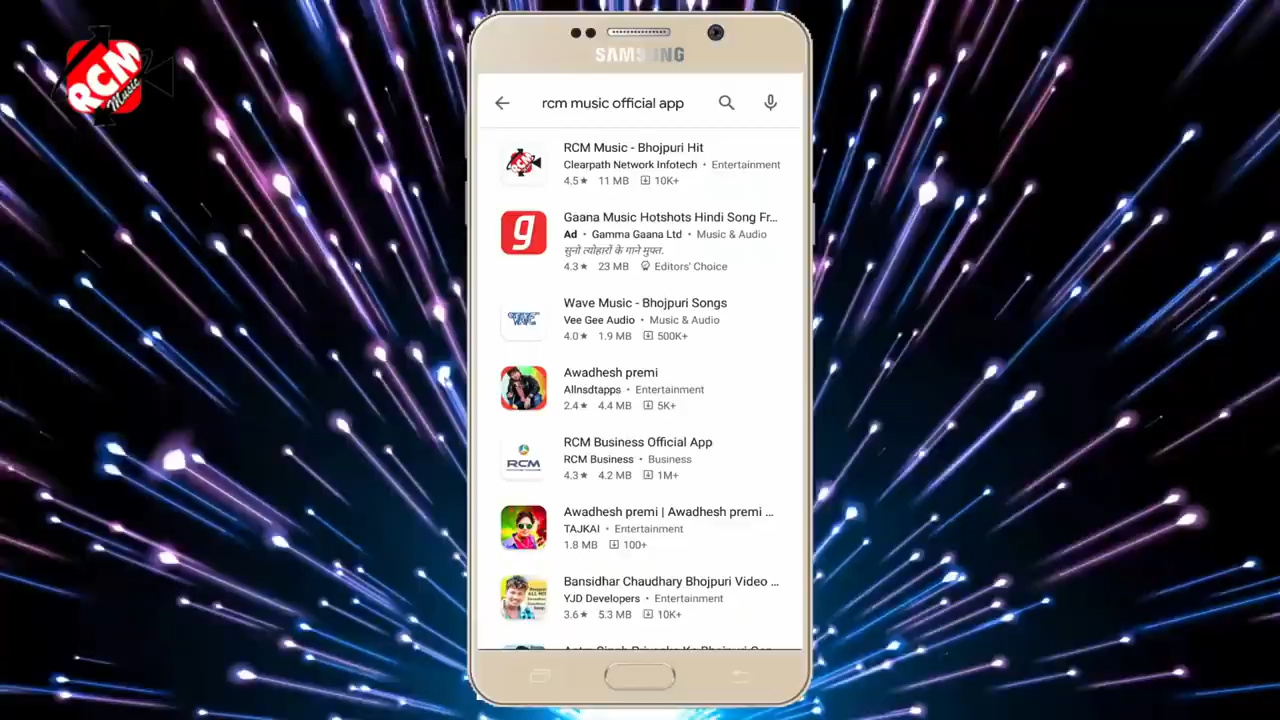 RCM
Music
SAMSUNG
rcm music official app
RCM
RCM Music - Bhojpuri Hit
Clearpath Network Infotech • Entertainment
4.5★ 11 MB 10K+
g
Gaana Music Hotshots Hindi Song Fr...
Ad • Gamma Gaana Ltd • Music & Audio
सुनो त्योहारों के गाने मुफ्त.
4.3★ 23 MB Editors' Choice
Wave Music - Bhojpuri Songs
Vee Gee Audio • Music & Audio
4.0★ 1.9 MB 500K+
Awadhesh premi
Allnsdtapps • Entertainment
2.4★ 4.4 MB 5K+
RCM
RCM Business Official App
RCM Business • Business
4.3★ 4.2 MB 1M+
Awadhesh premi | Awadhesh premi ...
TAJKAI • Entertainment
1.8 MB 100+
Bansidhar Chaudhary Bhojpuri Video ...
YJD Developers • Entertainment
3.6★ 5.3 MB 10K+